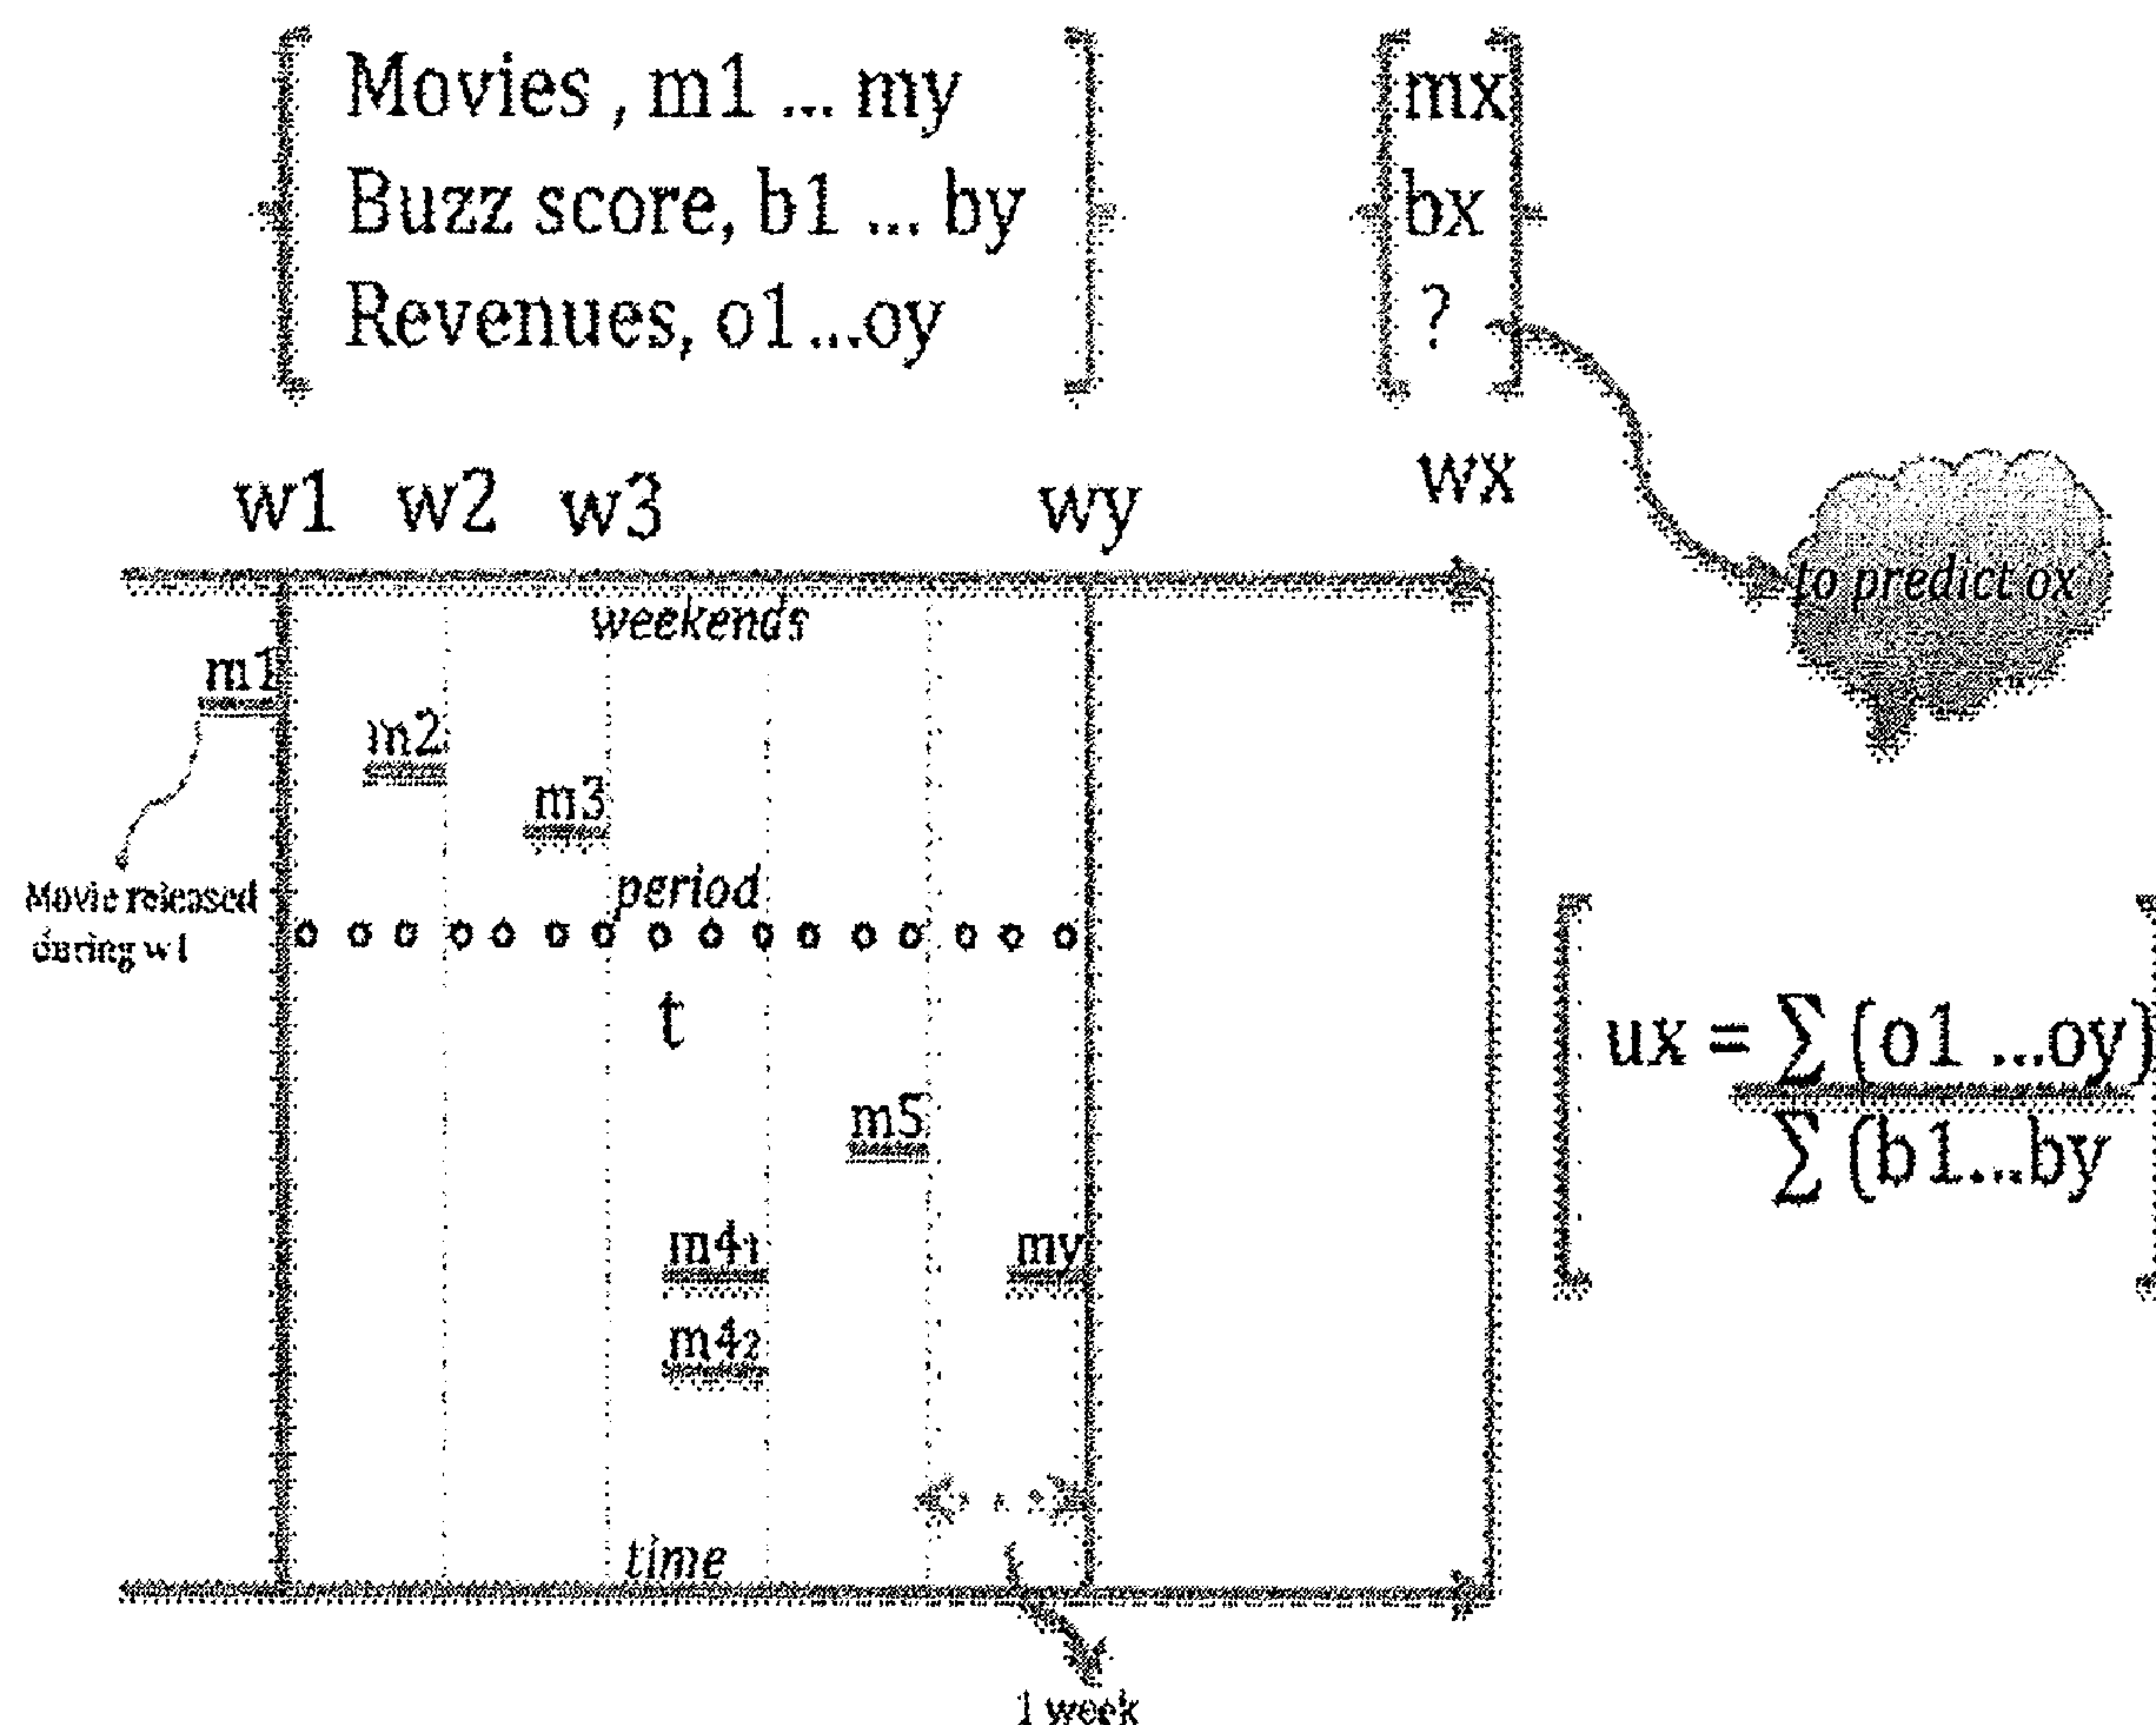 Movies , m1 ... my
Buzz score, b1 ... by
Revenues, o1...oy
mx
bx
?
w1 w2 w3 wy wx
to predict ox
weekends
m1
m2
m3
period
Movie released
during w1
t
ux = ∑ (o1 ...oy)
∑ (b1...by
m5
m41
my
m42
time
1 week